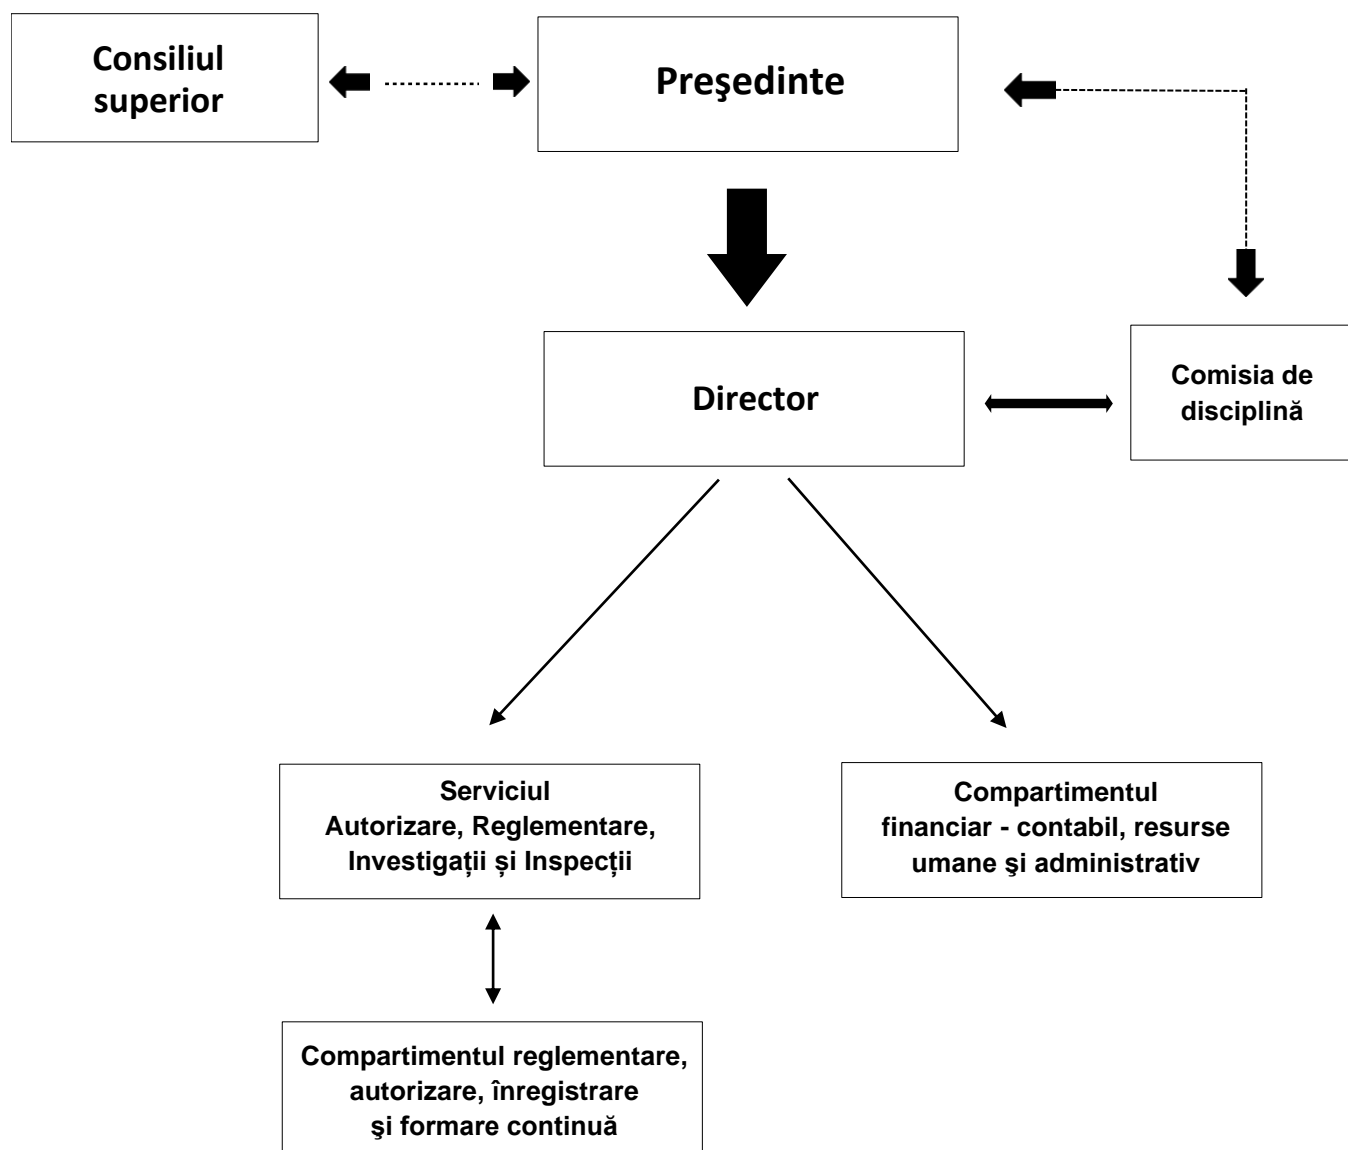 Consiliul
superior
Preşedinte
Director
Comisia de
disciplină
Serviciul
Autorizare, Reglementare,
Investigații și Inspecții
Compartimentul
financiar - contabil, resurse
umane şi administrativ
Compartimentul reglementare,
autorizare, înregistrare
şi formare continuă